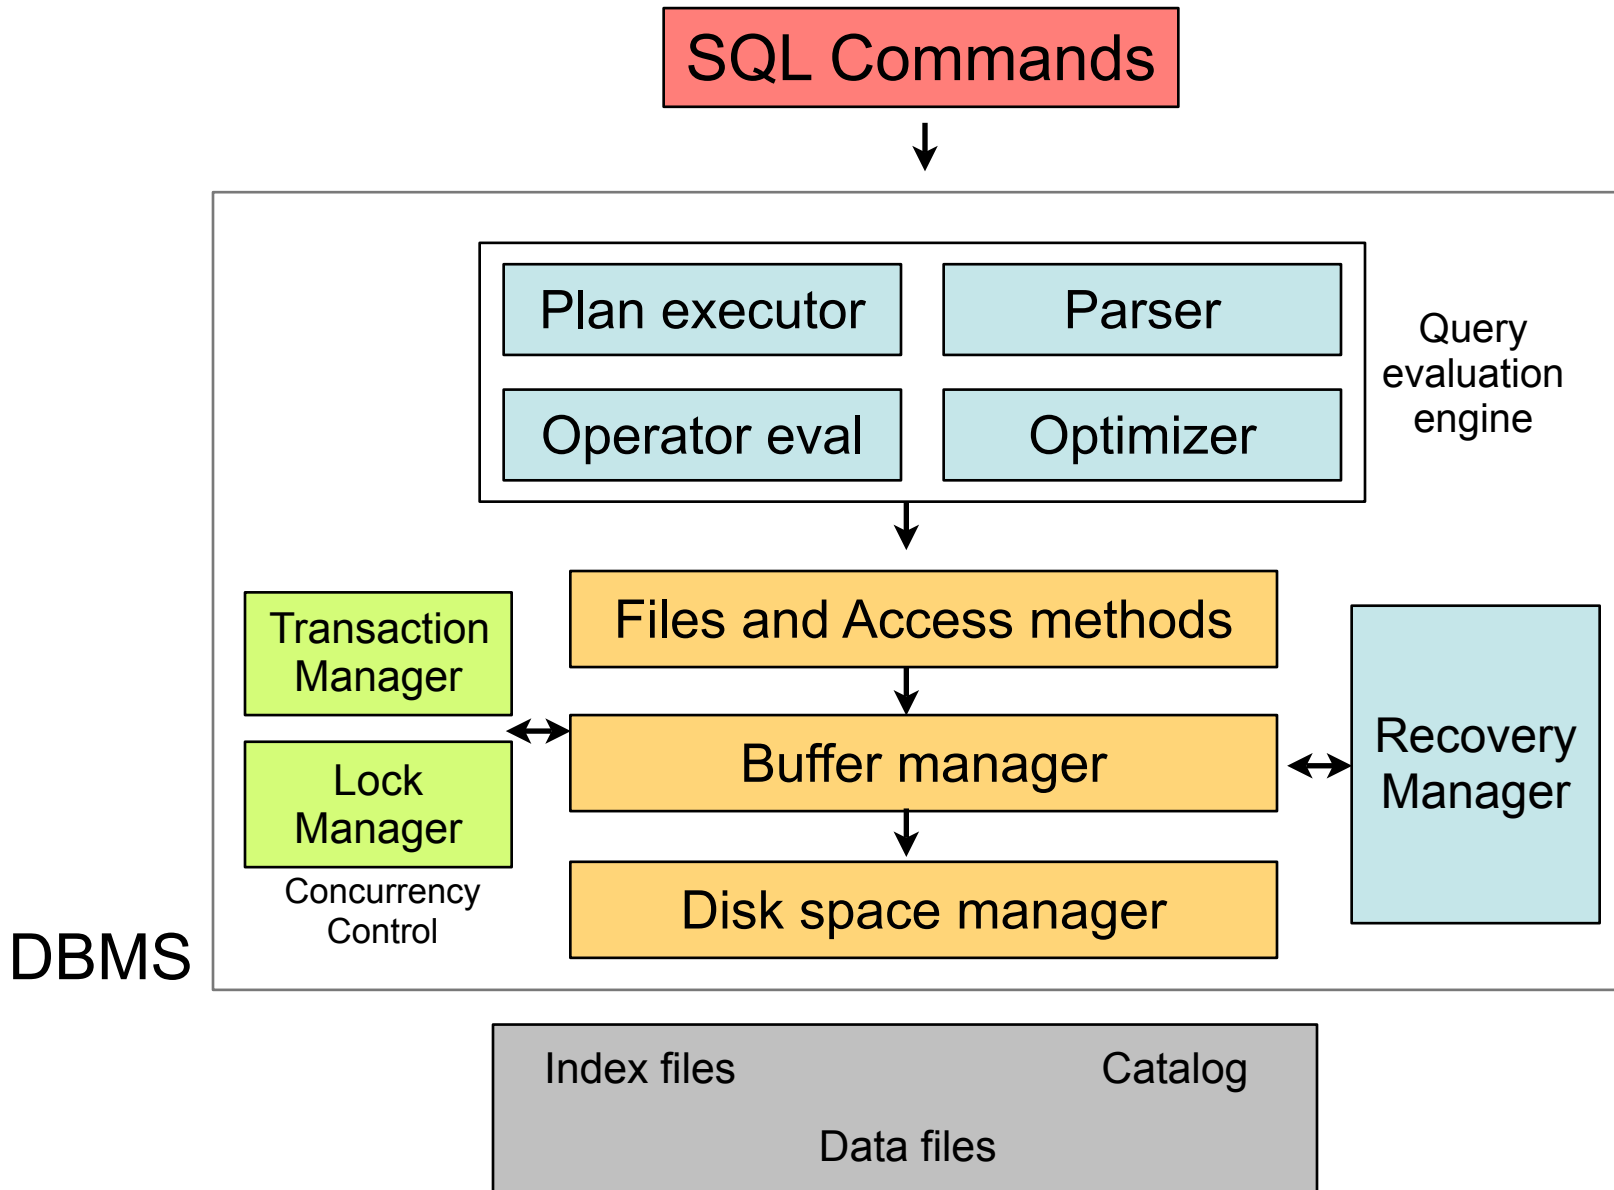 SQL Commands
Plan executor
Parser
Operator eval
Optimizer
Query
evaluation
engine
Files and Access methods
Transaction
Manager
Buffer manager
Lock
Manager
Concurrency
Control
Recovery
Manager
Disk space manager
DBMS
Index files
Catalog
Data files